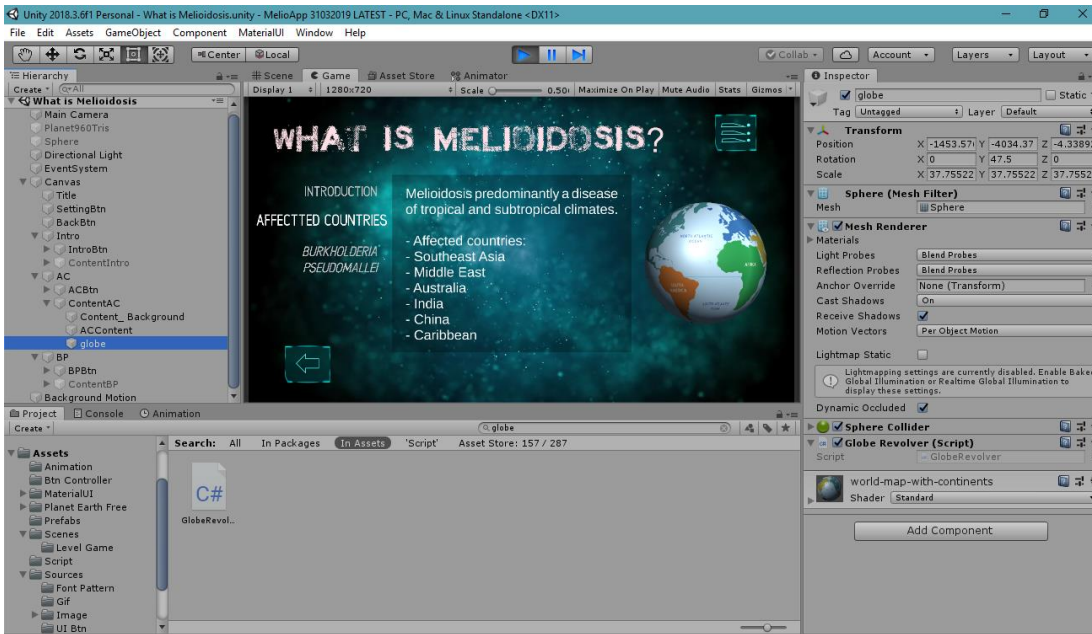 Unity 2018.3.6f1 Personal - What is Melioidosis.unity - MelioApp 31032019 LATEST - PC, Mac & Linux Standalone <DX11>
File Edit Assets GameObject Component MaterialUI Window Help
Center Local Collab Account Layers Layout
Hierarchy
Create All
What is Melioidosis
Main Camera
Planet960Tris
Sphere
Directional Light
EventSystem
Canvas
Title
SettingBtn
BackBtn
Intro
IntroBtn
ContentIntro
AC
ACBtn
ContentAC
Content_ Background
ACContent
globe
BP
BPBtn
ContentBP
Background Motion
Scene Game Asset Store Animator
Display 1 1280x720 Scale 0.50 Maximize On Play Mute Audio Stats Gizmos
WHAT IS MELIOIDOSIS?
INTRODUCTION
AFFECTTED COUNTRIES
BURKHOLDERIA
PSEUDOMALLEI
Melioidosis predominantly a disease
of tropical and subtropical climates.
- Affected countries:
- Southeast Asia
- Middle East
- Australia
- India
- China
- Caribbean
Inspector
globe Static
Tag Untagged Layer Default
Transform
Position X -1453.57 Y -4034.37 Z -4.3389
Rotation X 0 Y 47.5 Z 0
Scale X 37.75522 Y 37.75522 Z 37.7552
Sphere (Mesh Filter)
Mesh Sphere
Mesh Renderer
Materials
Light Probes Blend Probes
Reflection Probes Blend Probes
Anchor Override None (Transform)
Cast Shadows On
Receive Shadows
Motion Vectors Per Object Motion
Lightmap Static
Lightmapping settings are currently disabled. Enable Baked
Global Illumination or Realtime Global Illumination to
display these settings.
Dynamic Occluded
Sphere Collider
Globe Revolver (Script)
Script GlobeRevolver
world-map-with-continents
Shader Standard
Add Component
Project Console Animation
Create globe
Search: All In Packages In Assets 'Script' Asset Store: 157 / 287
Assets
Animation
Btn Controller
MaterialUI
Planet Earth Free
Prefabs
Scenes
Level Game
Script
Sources
Font Pattern
Gif
Image
UI Btn
C#
GlobeRevol...